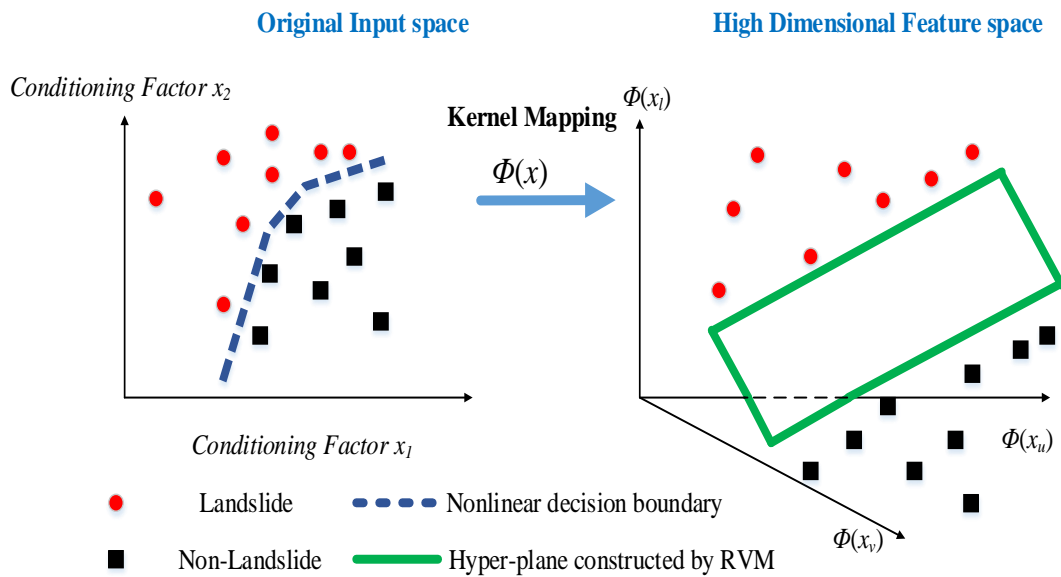 Original Input space
High Dimensional Feature space
Conditioning Factor x2
Kernel Mapping
Φ(x)
Φ(xl)
Conditioning Factor x1
Φ(xu)
Φ(xv)
Landslide
Nonlinear decision boundary
Non-Landslide
Hyper-plane constructed by RVM